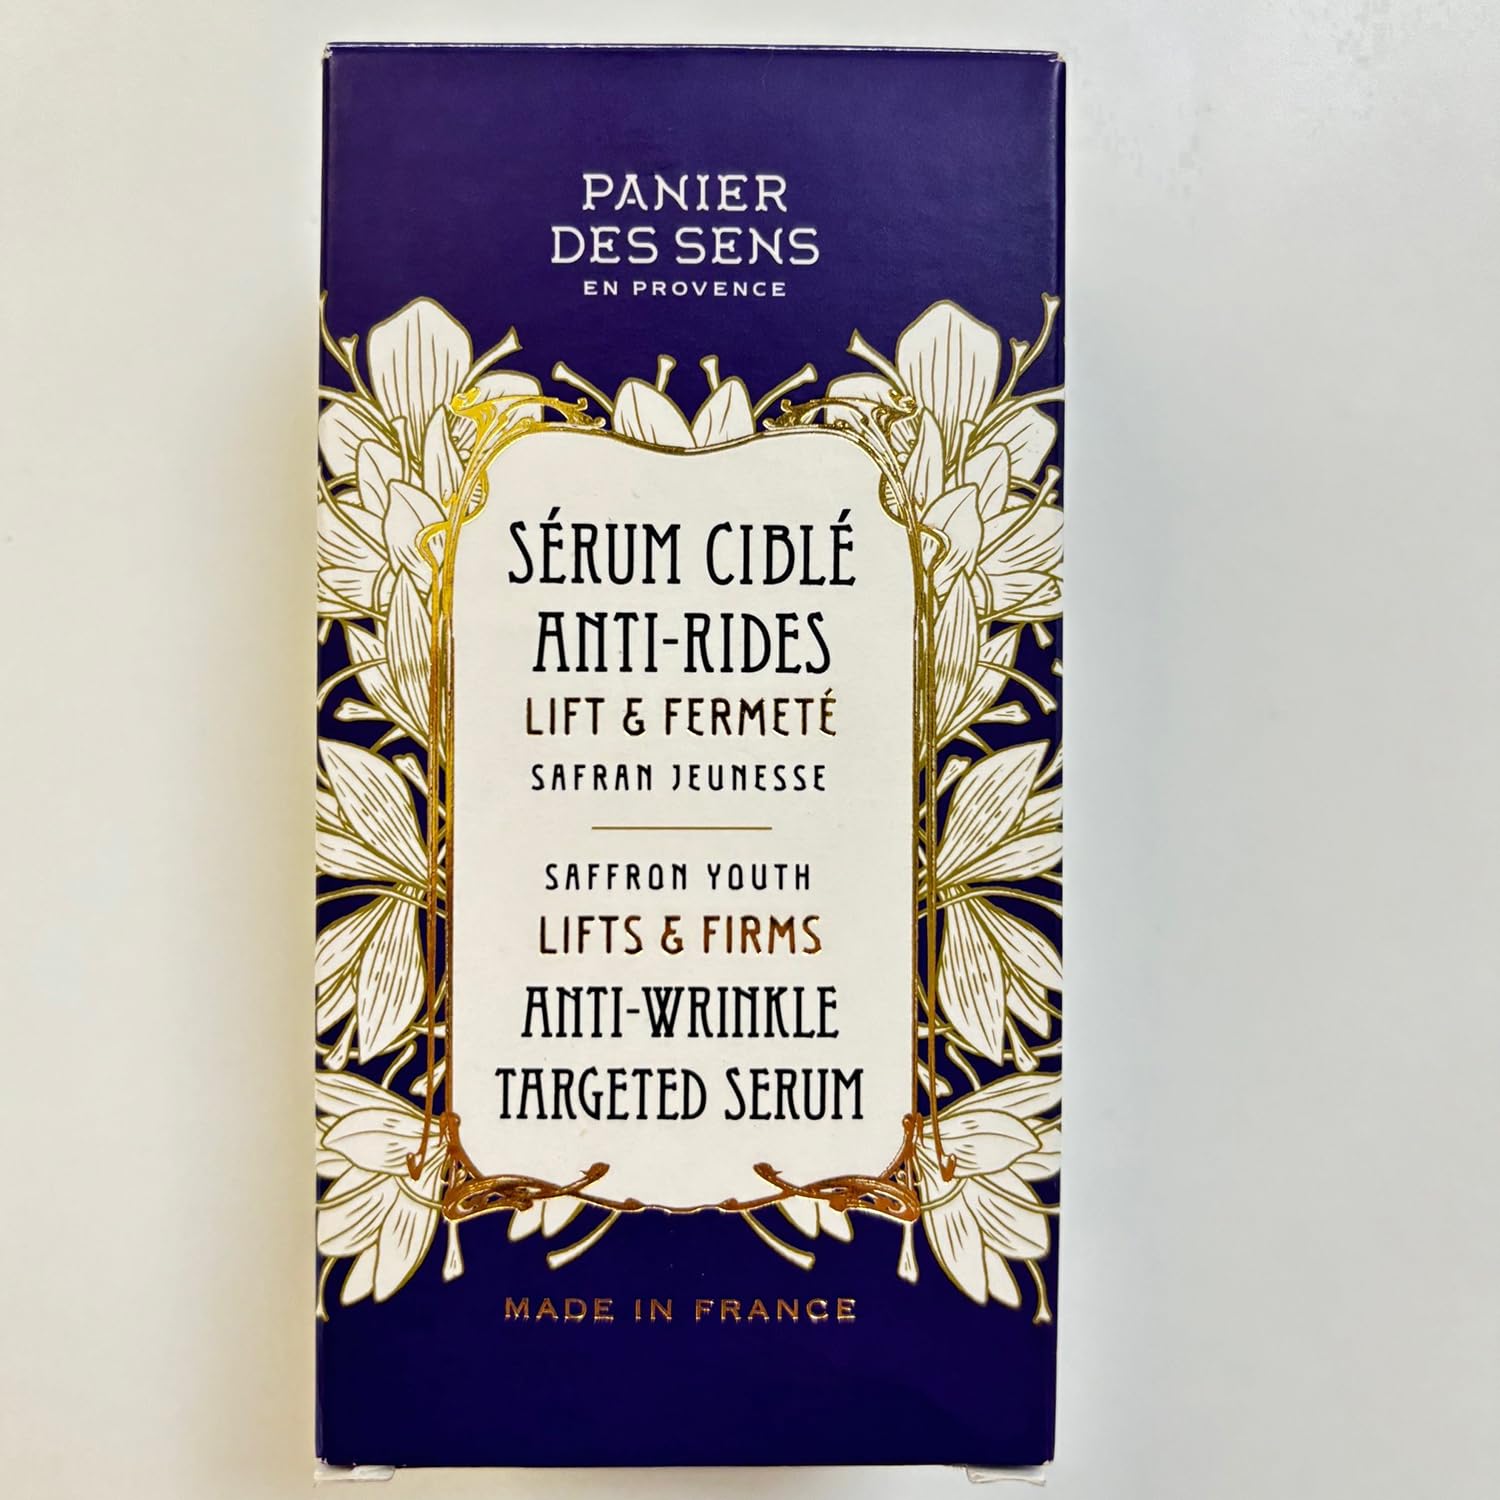 PANIER
DES SENS
EN PROVENCE
SÉRUM CIBLÉ
ANTI-RIDES
LIFT & FERMETÉ
SAFRAN JEUNESSE
SAFFRON YOUTH
LIFTS & FIRMS
ANTI-WRINKLE
TARGETED SERUM
MADE IN FRANCE